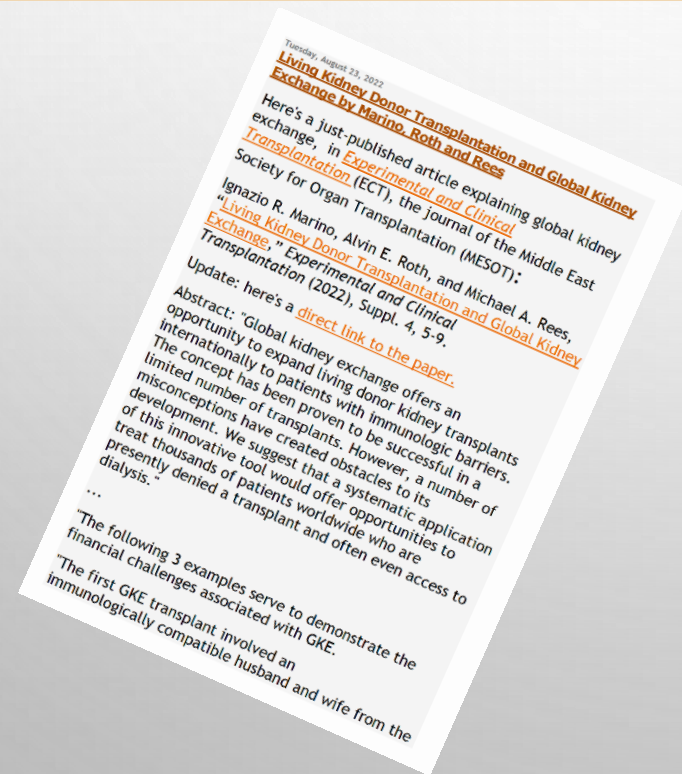 Tuesday, August 23, 2022
Living Kidney Donor Transplantation and Global Kidney
Exchange by Marino, Roth and Rees
Here's a just-published article explaining global kidney
exchange,  in Experimental and Clinical
Transplantation (ECT), the journal of the Middle East
Society for Organ Transplantation (MESOT):
Ignazio R. Marino, Alvin E. Roth, and Michael A. Rees,
“Living Kidney Donor Transplantation and Global Kidney
Exchange,” Experimental and Clinical
Transplantation (2022), Suppl. 4, 5-9.
Update: here's a direct link to the paper.
Abstract: "Global kidney exchange offers an
opportunity to expand living donor kidney transplants
internationally to patients with immunologic barriers.
The concept has been proven to be successful in a
limited number of transplants. However, a number of
misconceptions have created obstacles to its
development. We suggest that a systematic application
of this innovative tool would offer opportunities to
treat thousands of patients worldwide who are
presently denied a transplant and often even access to
dialysis."
...
"The following 3 examples serve to demonstrate the
financial challenges associated with GKE.
"The first GKE transplant involved an
immunologically compatible husband and wife from the